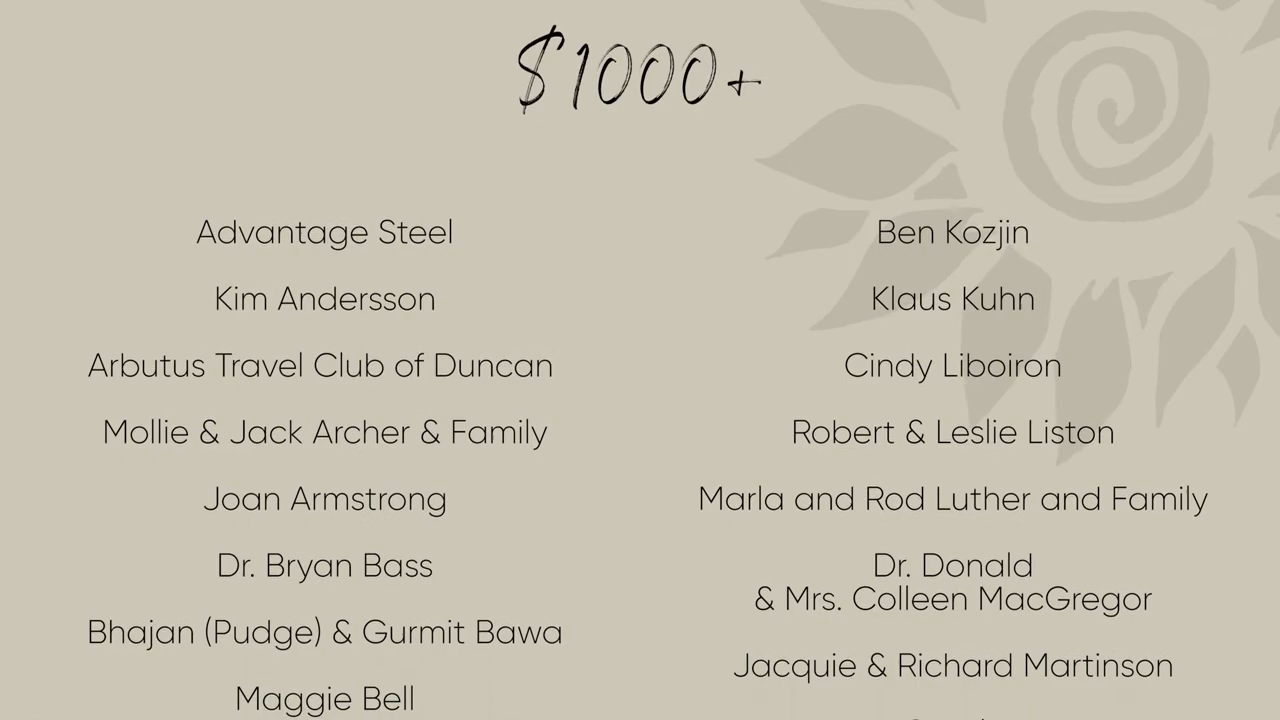 $1000+
Advantage Steel
Kim Andersson
Arbutus Travel Club of Duncan
Mollie & Jack Archer & Family
Joan Armstrong
Dr. Bryan Bass
Bhajan (Pudge) & Gurmit Bawa
Maggie Bell
Ben Kozjin
Klaus Kuhn
Cindy Liboiron
Robert & Leslie Liston
Marla and Rod Luther and Family
Dr. Donald
& Mrs. Colleen MacGregor
Jacquie & Richard Martinson